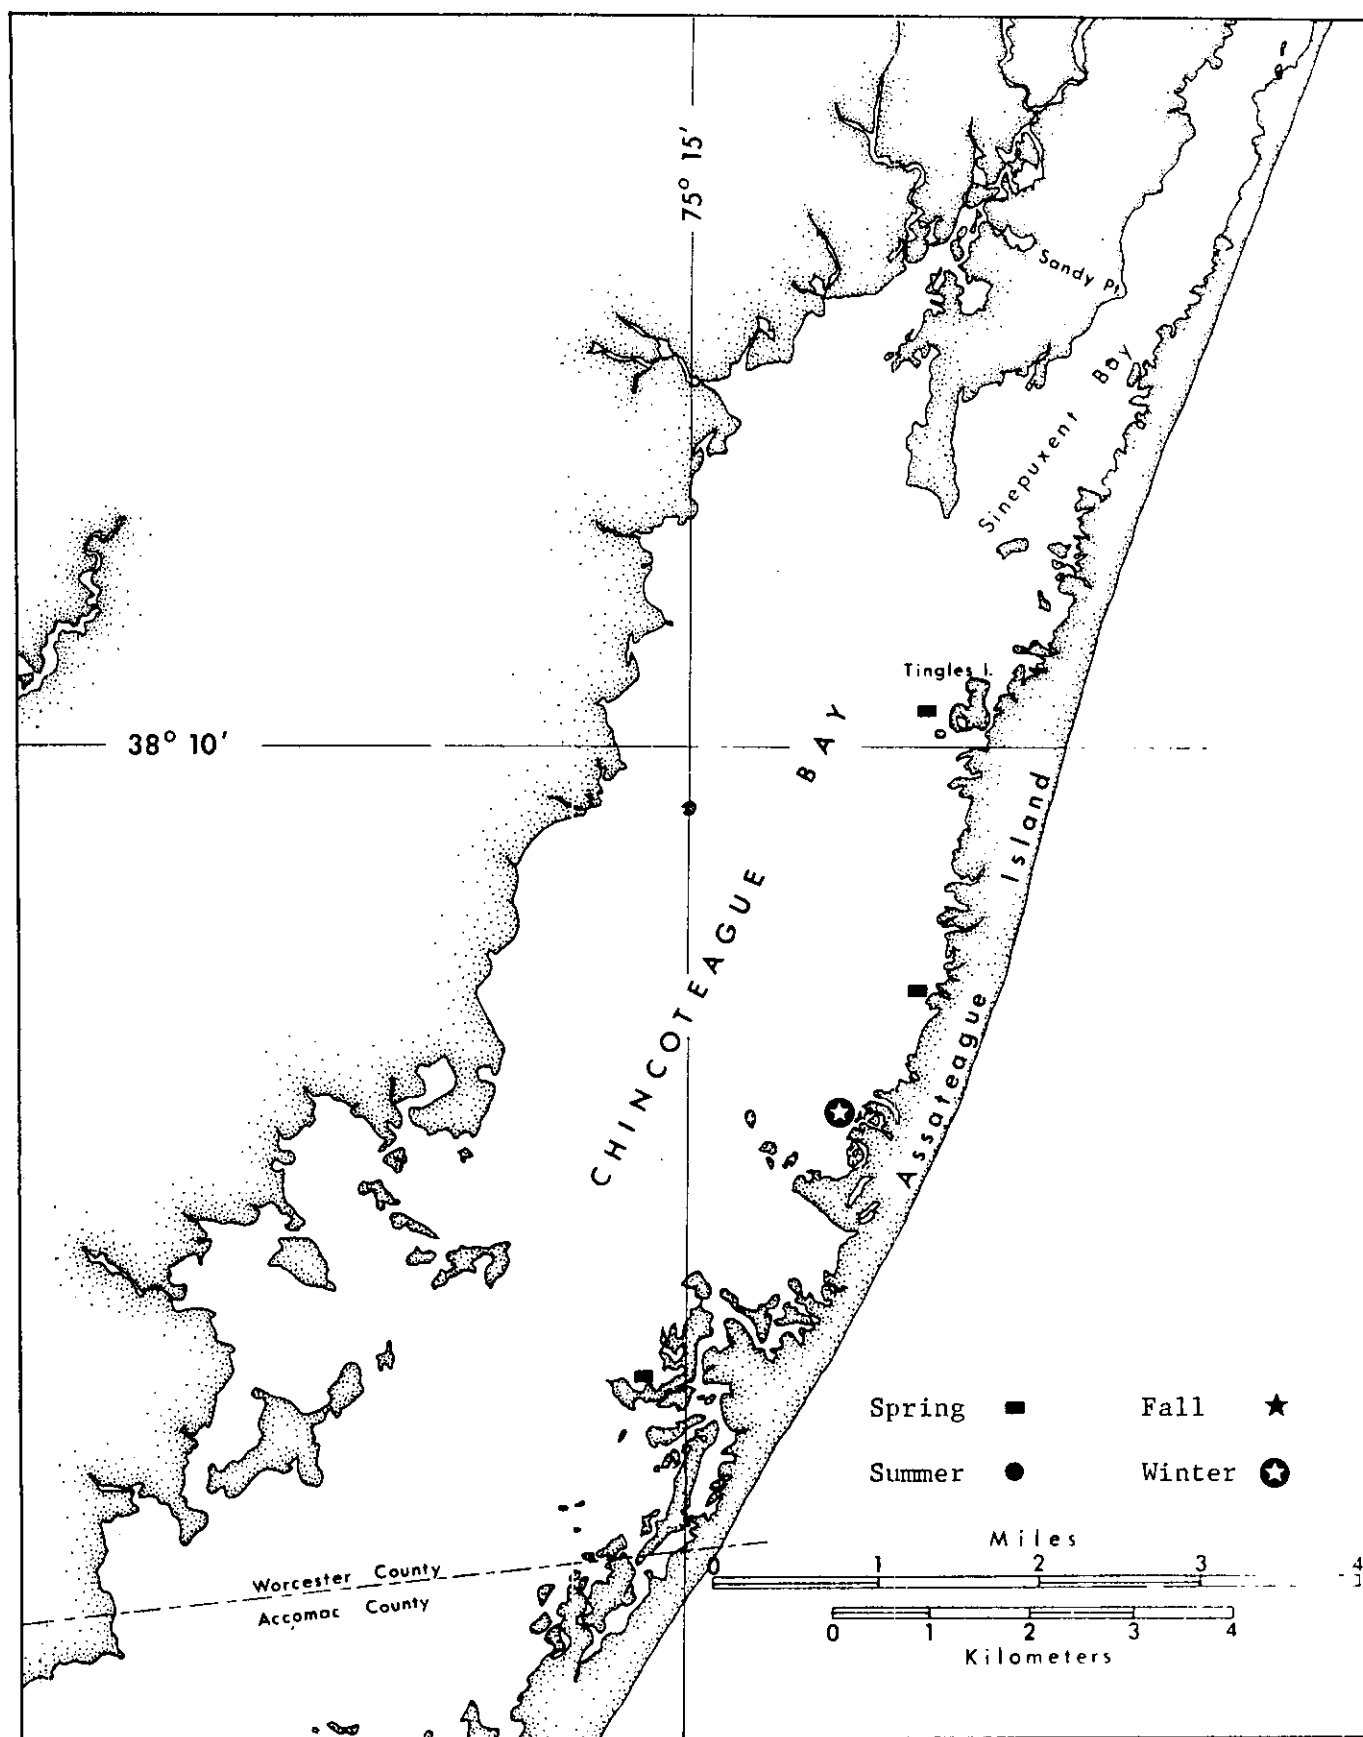 75° 15'
Sandy Pt.
Sinepuxent Bay
Tingles I.
38° 10'
CHINCOTEAGUE BAY
Assateague Island
Spring
Fall
Summer
Winter
Miles
0 1 2 3 4
Worcester County
Accomac County
0 1 2 3 4
Kilometers